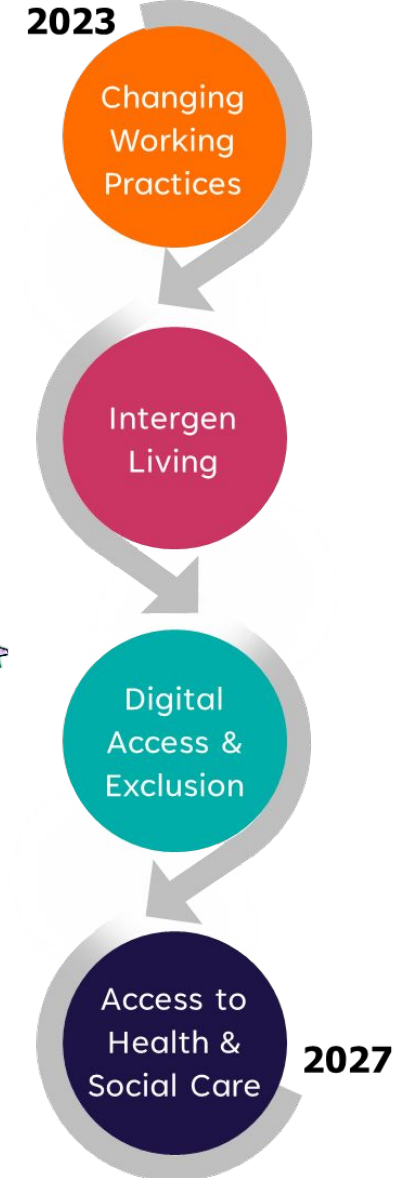 2023
Changing
Working
Practices
Intergen
Living
Digital
Access &
Exclusion
Access to
Health &
Social Care
2027